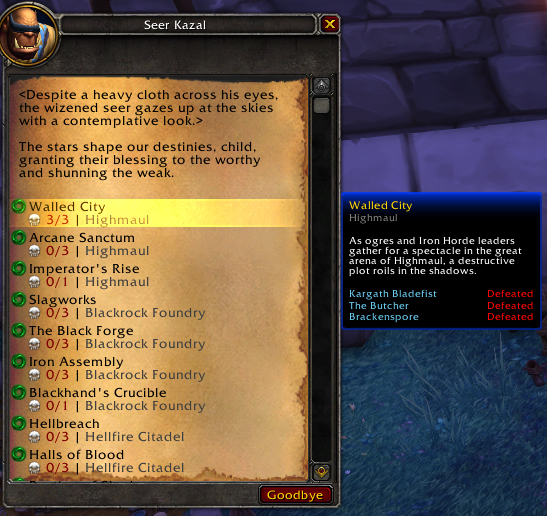 Seer Kazal
<Despite a heavy cloth across his eyes,
the wizened seer gazes up at the skies
with a contemplative look.>
The stars shape our destinies, child,
granting their blessing to the worthy
and shunning the weak.
Walled City
3/3 | Highmaul
Arcane Sanctum
0/3 | Highmaul
Imperator's Rise
0/1 | Highmaul
Slagworks
0/3 | Blackrock Foundry
The Black Forge
0/3 | Blackrock Foundry
Iron Assembly
0/3 | Blackrock Foundry
Blackhand's Crucible
0/1 | Blackrock Foundry
Hellbreach
0/3 | Hellfire Citadel
Halls of Blood
0/3 | Hellfire Citadel
Goodbye
Walled City
Highmaul
As ogres and Iron Horde leaders
gather for a spectacle in the great
arena of Highmaul, a destructive
plot roils in the shadows.
Kargath Bladefist Defeated
The Butcher Defeated
Brackenspore Defeated